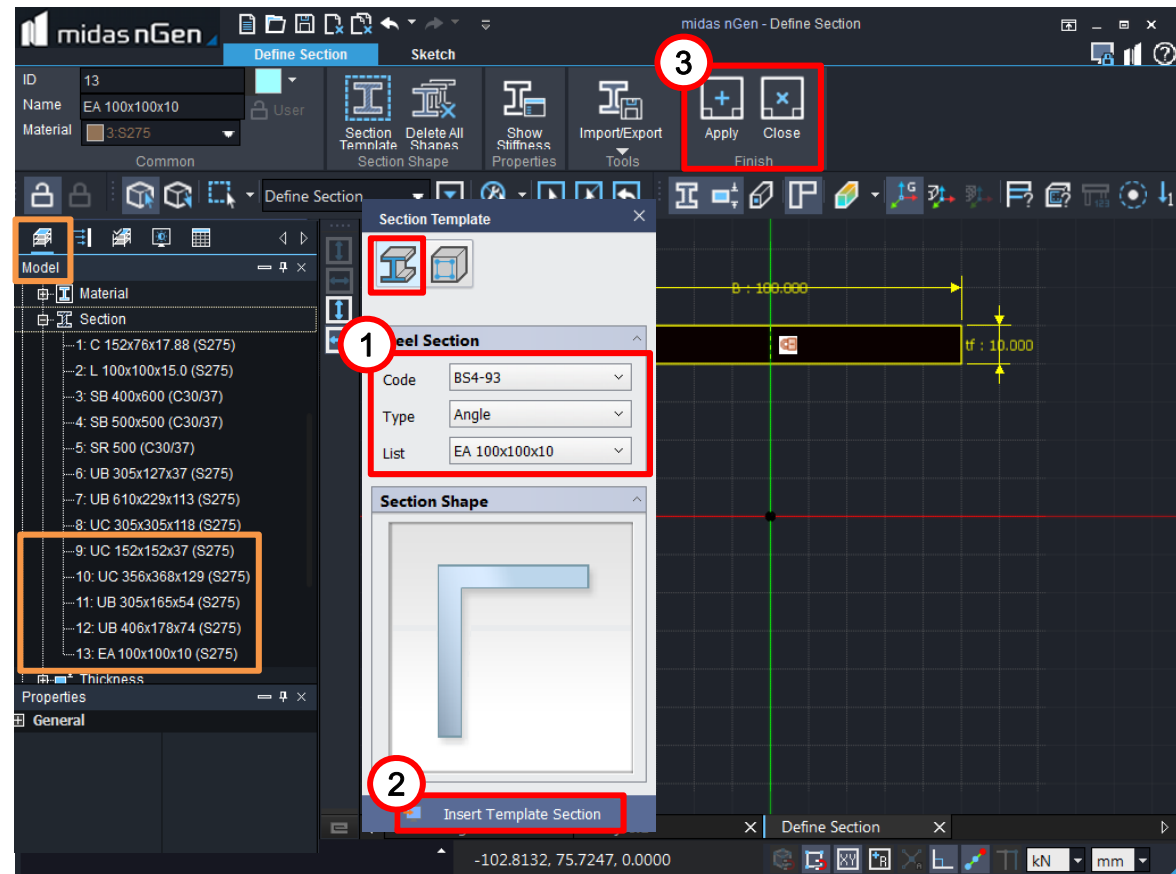 midas nGen
midas nGen - Define Section
Define Section
Sketch
3
ID
13
Name
EA 100x100x10
User
Material
3:S275
Common
Section Template
Delete All Shapes
Section Shape
Show Stiffness
Properties
Import/Export
Tools
Apply
Close
Finish
Define Section
Model
Material
Section
1: C 152x76x17.88 (S275)
2: L 100x100x15.0 (S275)
3: SB 400x600 (C30/37)
4: SB 500x500 (C30/37)
5: SR 500 (C30/37)
6: UB 305x127x37 (S275)
7: UB 610x229x113 (S275)
8: UC 305x305x118 (S275)
9: UC 152x152x37 (S275)
10: UC 356x368x129 (S275)
11: UB 305x165x54 (S275)
12: UB 406x178x74 (S275)
13: EA 100x100x10 (S275)
Thickness
Properties
General
Section Template
1
eel Section
Code
BS4-93
Type
Angle
List
EA 100x100x10
Section Shape
2
Insert Template Section
B : 100.000
tf : 10.000
Define Section
-102.8132, 75.7247, 0.0000
kN
mm